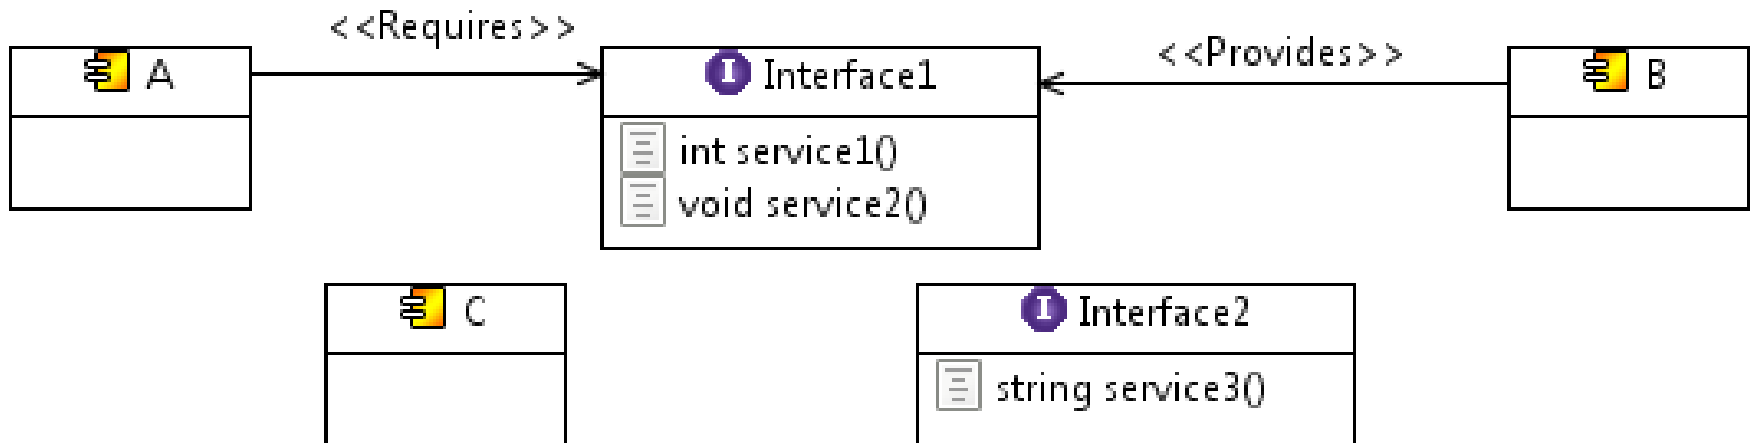 <<Requires>>
<<Provides>>
A
I Interface1
B
int service1()
void service2()
C
I Interface2
string service3()